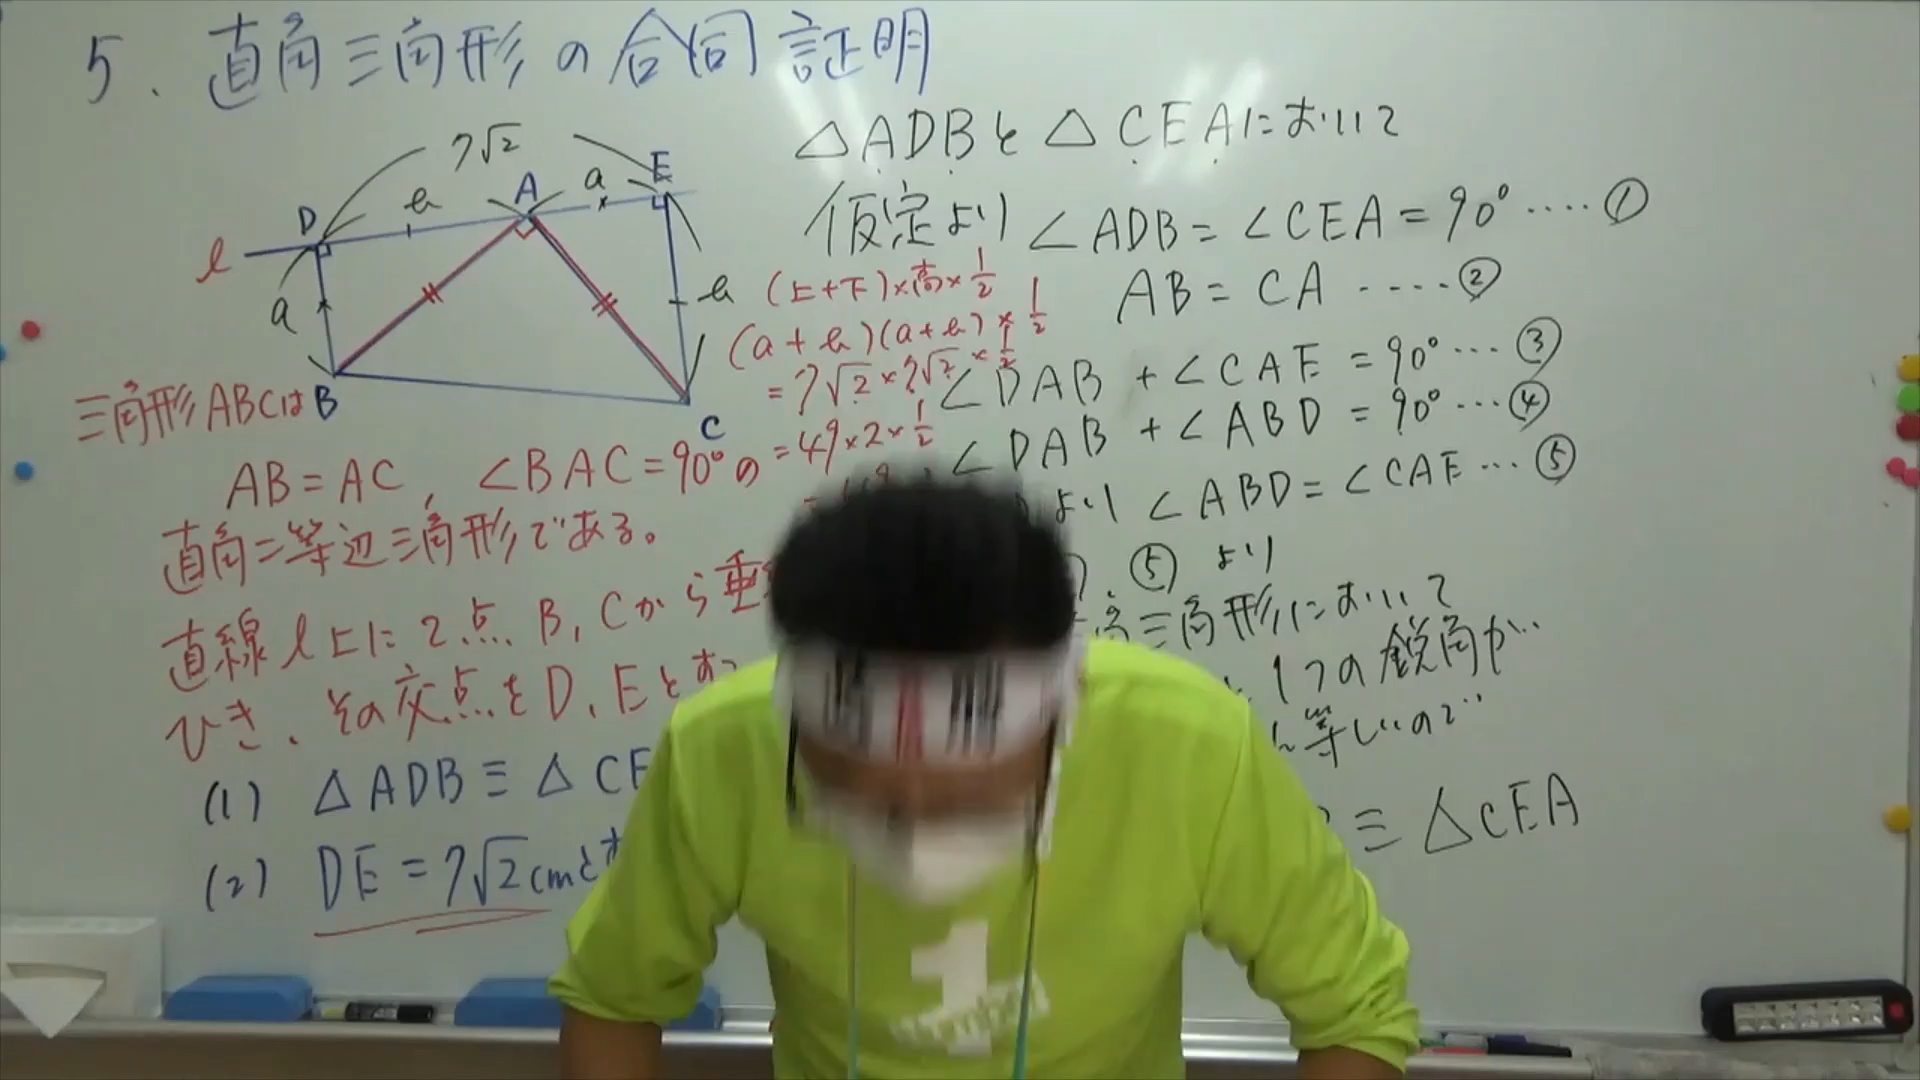 5. 直角三角形の合同証明
7√2
D
b
A
a
E
l
a
b
B
C
三角形ABCは
AB=AC, ∠BAC=90°の
直角二等辺三角形である。
直線l上に2点B,Cから垂
ひき、その交点をD,Eとす
(1) △ADB≡△CE
(2) DE=7√2cmとす
(上+下)×高×1/2
(a+b)(a+b)×1/2
=7√2×7√2×1/2
=49×2×1/2
△ADBと△CEAにおいて
仮定より ∠ADB=∠CEA=90°····①
AB=CA ····②
∠DAB+∠CAE=90°···③
∠DAB+∠ABD=90°···④
より ∠ABD=∠CAE···⑤
、⑤より
三角形において
1つの鋭角が
等しいので
≡△CEA
1